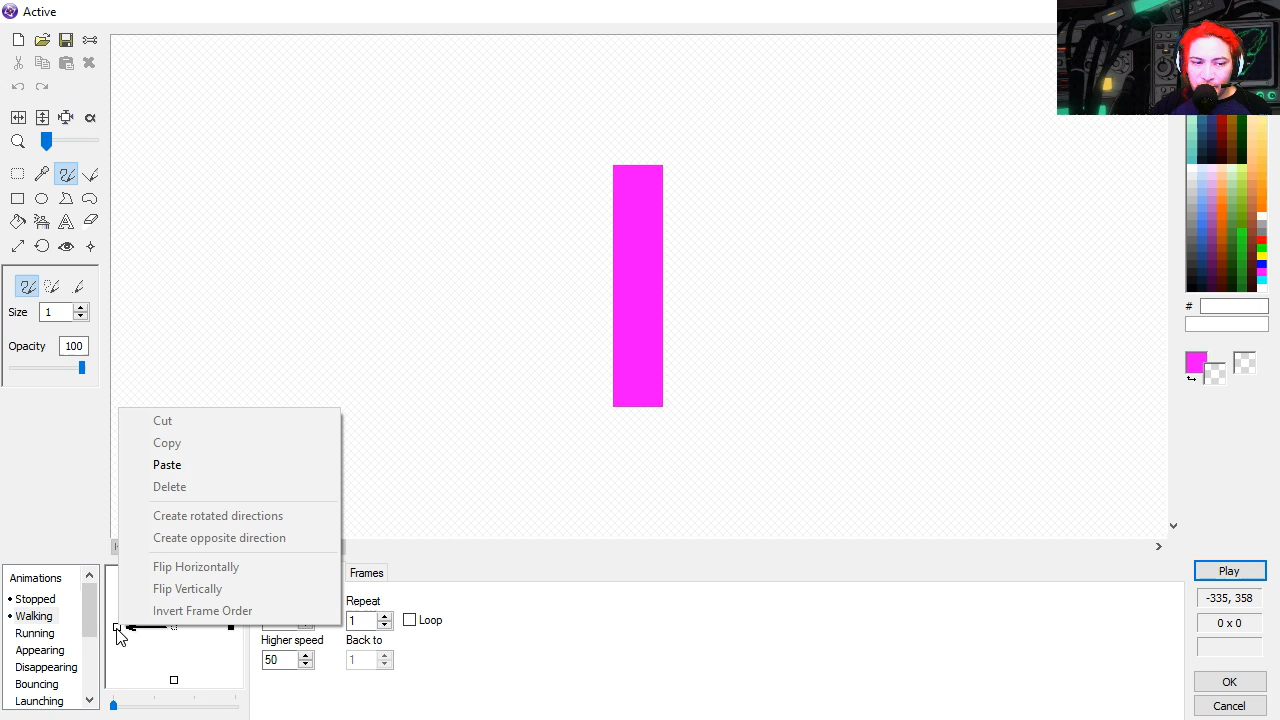 Active
Size
1
Opacity
100
#
Cut
Copy
Paste
Delete
Create rotated directions
Create opposite direction
Flip Horizontally
Flip Vertically
Invert Frame Order
Animations
Stopped
Walking
Running
Appearing
Disappearing
Bouncing
Launching
Frames
Repeat
1
Loop
Higher speed
Back to
50
1
Play
-335, 358
0 x 0
OK
Cancel